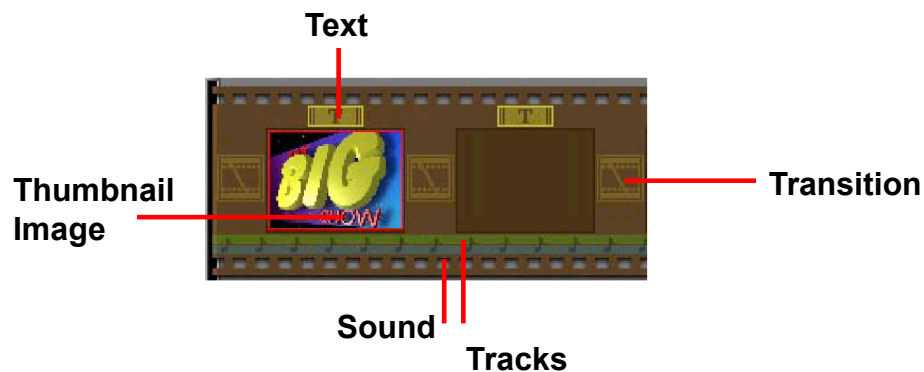 Text
T
T
BIG
SHOW
Thumbnail
Image
Transition
Sound
Tracks